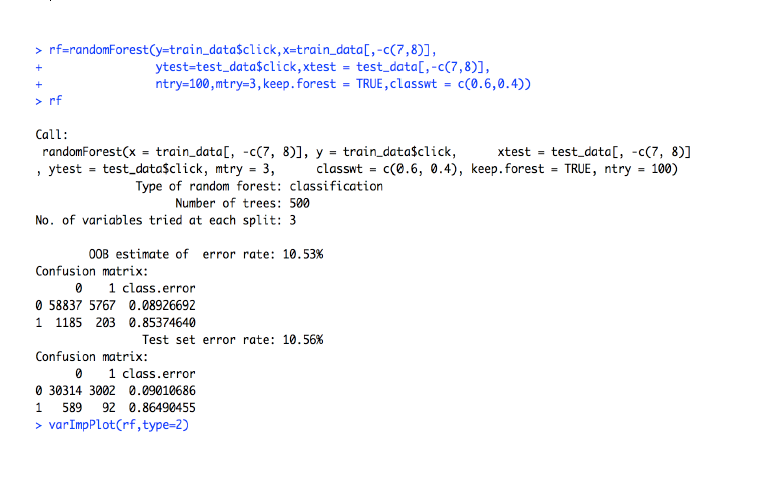 > rf=randomForest(y=train_data$click,x=train_data[,-c(7,8)],
+ ytest=test_data$click,xtest = test_data[,-c(7,8)],
+ ntry=100,mtry=3,keep.forest = TRUE,classwt = c(0.6,0.4))
> rf
Call:
randomForest(x = train_data[, -c(7, 8)], y = train_data$click, xtest = test_data[, -c(7, 8)]
, ytest = test_data$click, mtry = 3, classwt = c(0.6, 0.4), keep.forest = TRUE, ntry = 100)
Type of random forest: classification
Number of trees: 500
No. of variables tried at each split: 3
OOB estimate of error rate: 10.53%
Confusion matrix:
0 1 class.error
0 58837 5767 0.08926692
1 1185 203 0.85374640
Test set error rate: 10.56%
Confusion matrix:
0 1 class.error
0 30314 3002 0.09010686
1 589 92 0.86490455
> varImpPlot(rf,type=2)